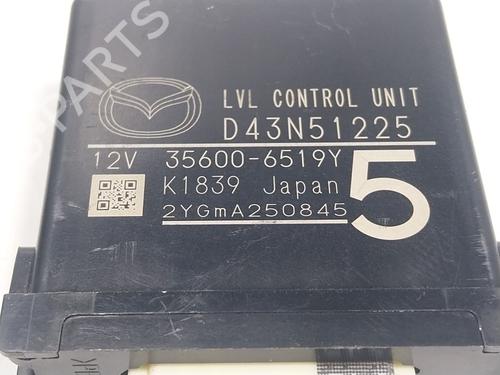 LVL CONTROL UNIT
D43N51225
12V 35600-6519Y
K1839 Japan
2YGmA250845
5
PARTS